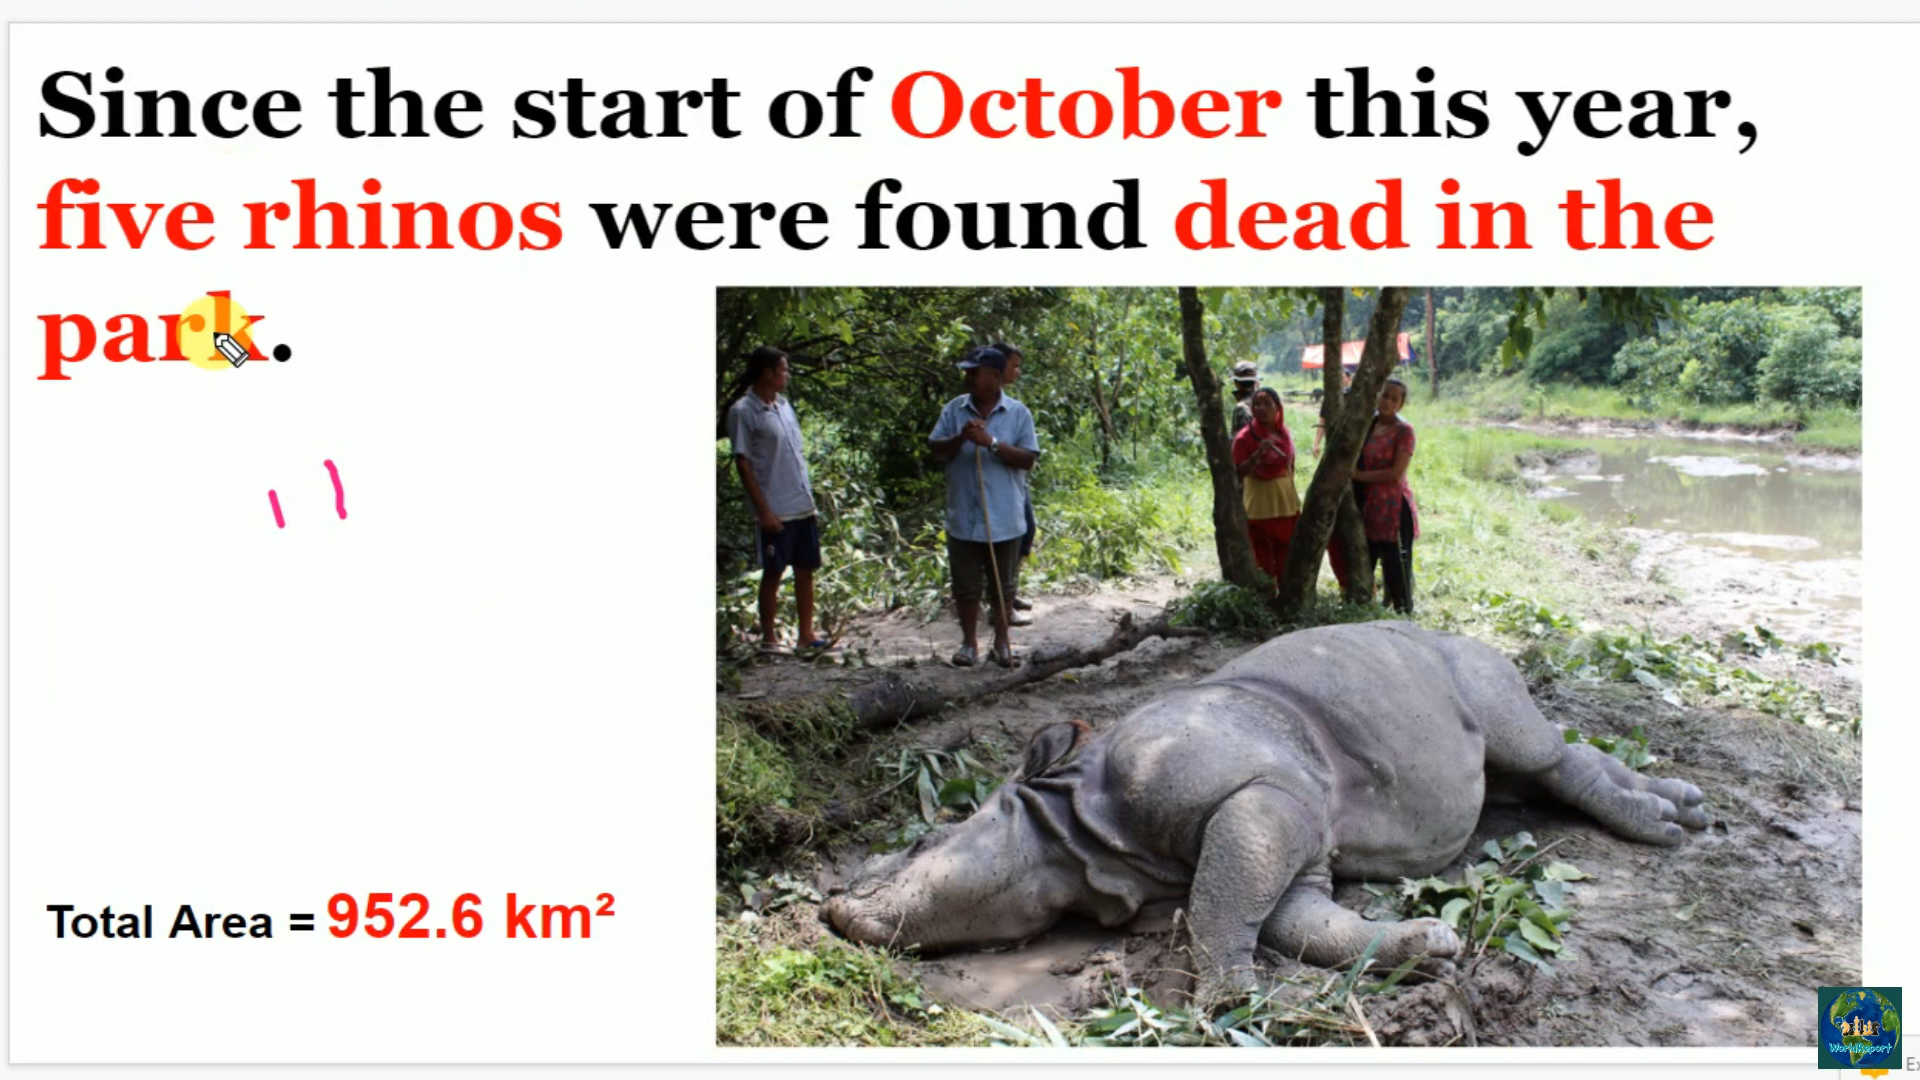 Since the start of October this year,
five rhinos were found dead in the
park.
Total Area = 952.6 km²
WorldReport